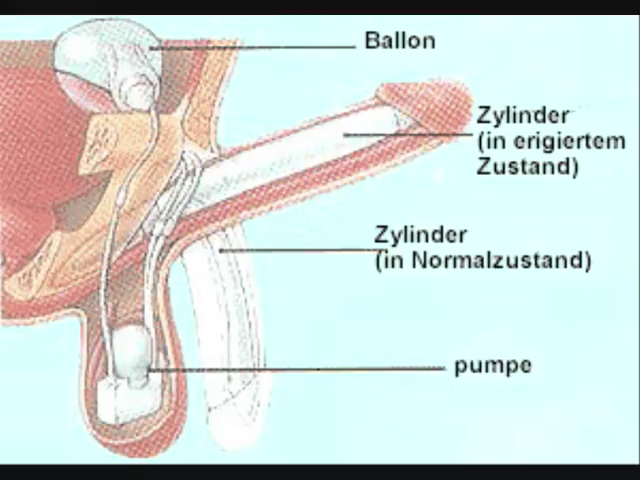 Ballon
Zylinder
(in erigiertem
Zustand)
Zylinder
(in Normalzustand)
pumpe